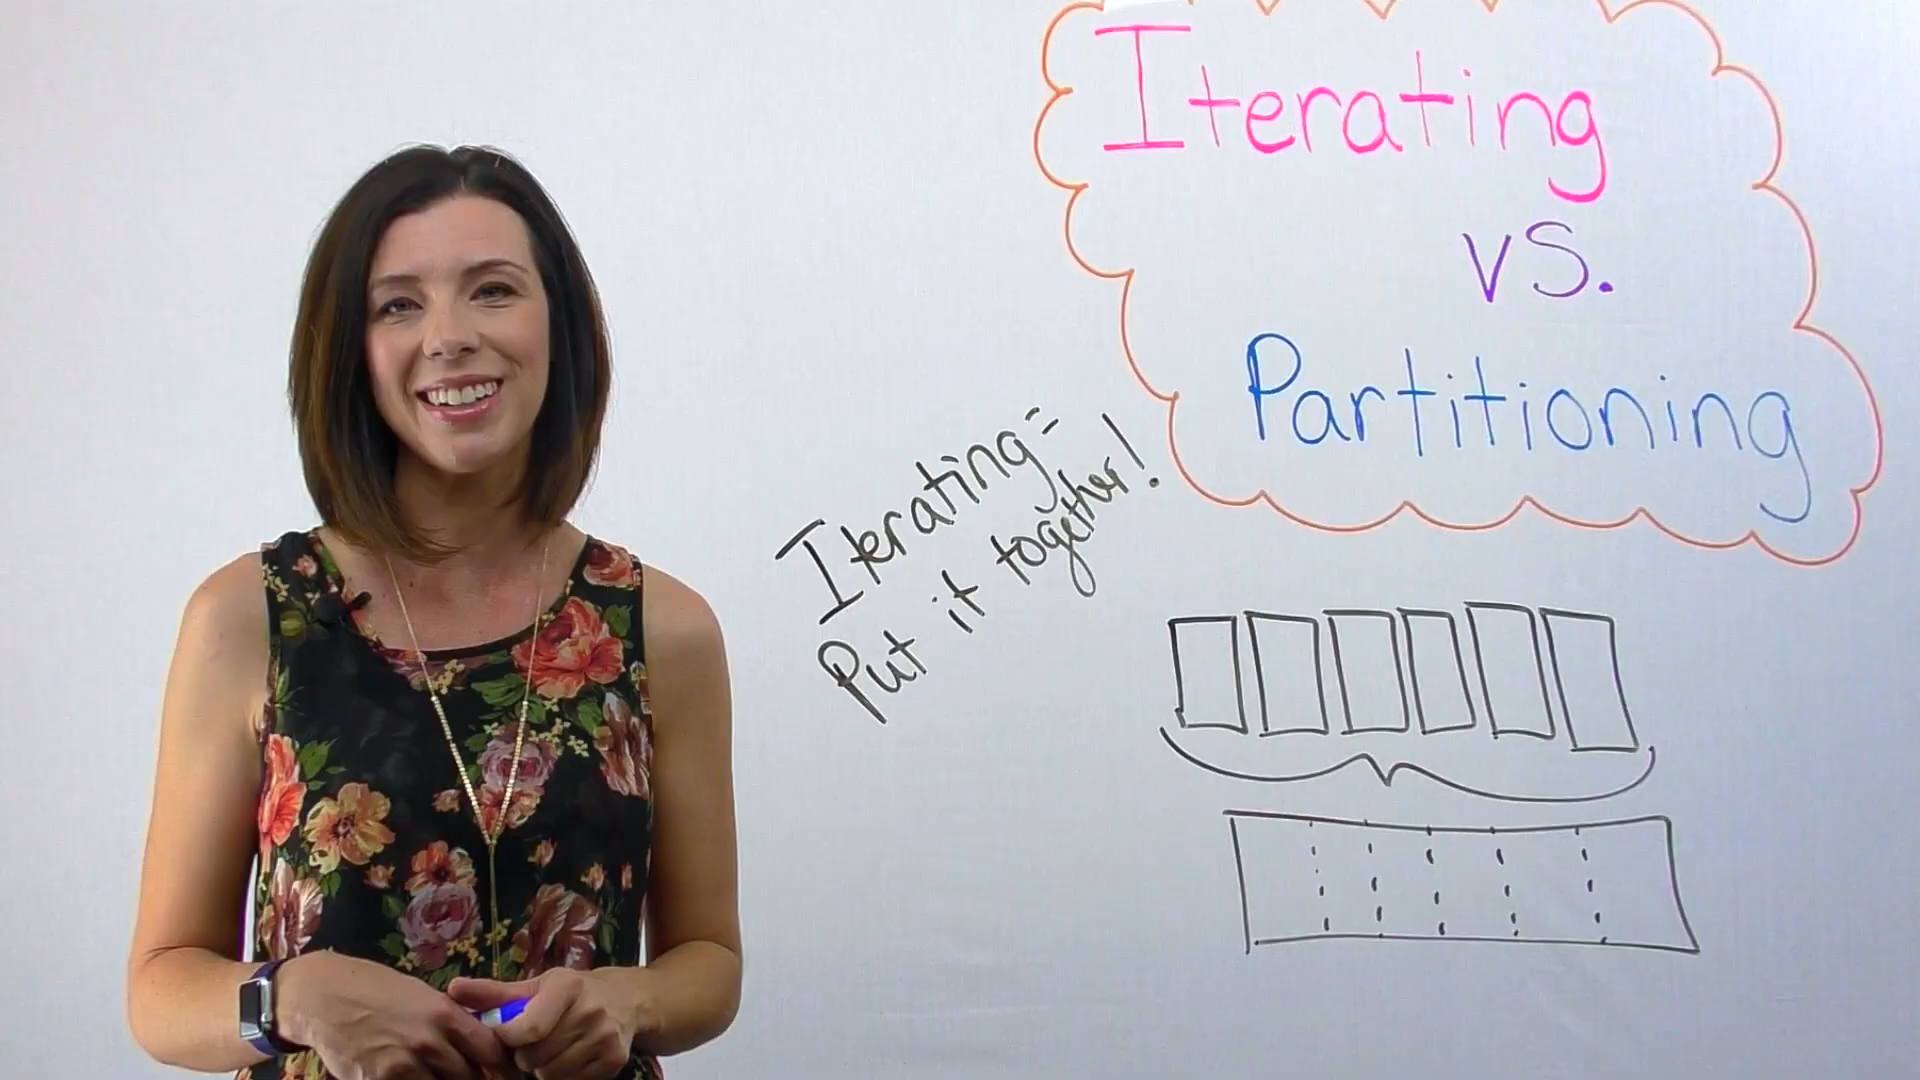 Iterating
vs.
Partitioning
Iterating =
Put it together!